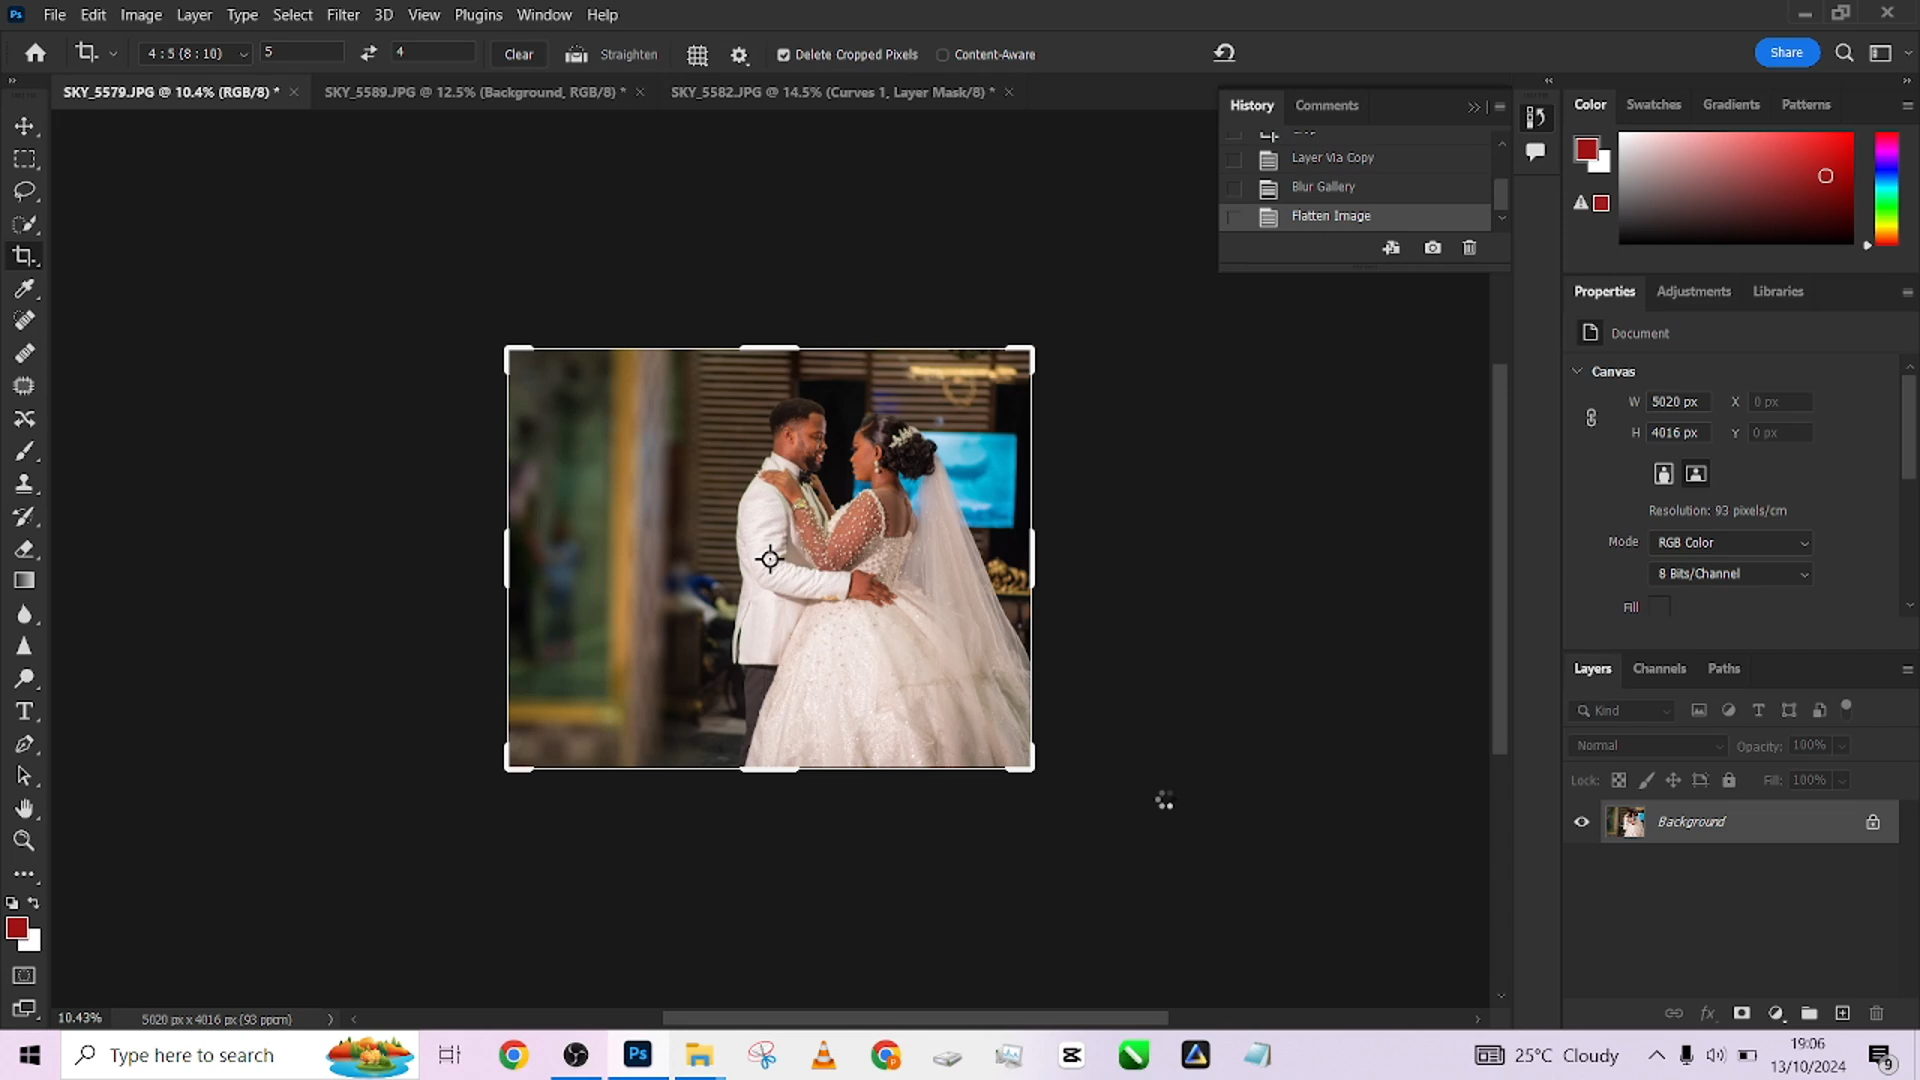 File Edit Image Layer Type Select Filter 3D View Plugins Window Help
4 : 5 (8 : 10) 5 4 Clear Straighten Delete Cropped Pixels Content-Aware Share
SKY_5579.JPG @ 10.4% (RGB/8) * SKY_5589.JPG @ 12.5% (Background, RGB/8) * SKY_5582.JPG @ 14.5% (Curves 1, Layer Mask/8) *
History Comments
Layer Via Copy
Blur Gallery
Flatten Image
Color Swatches Gradients Patterns
Properties Adjustments Libraries
Document
Canvas
W 5020 px X 0 px
H 4016 px Y 0 px
Resolution: 93 pixels/cm
Mode RGB Color
8 Bits/Channel
Fill
Layers Channels Paths
Kind
Normal Opacity: 100%
Lock: Fill: 100%
Background
10.43% 5020 px x 4016 px (93 ppcm)
Type here to search
25°C Cloudy
19:06
13/10/2024
9